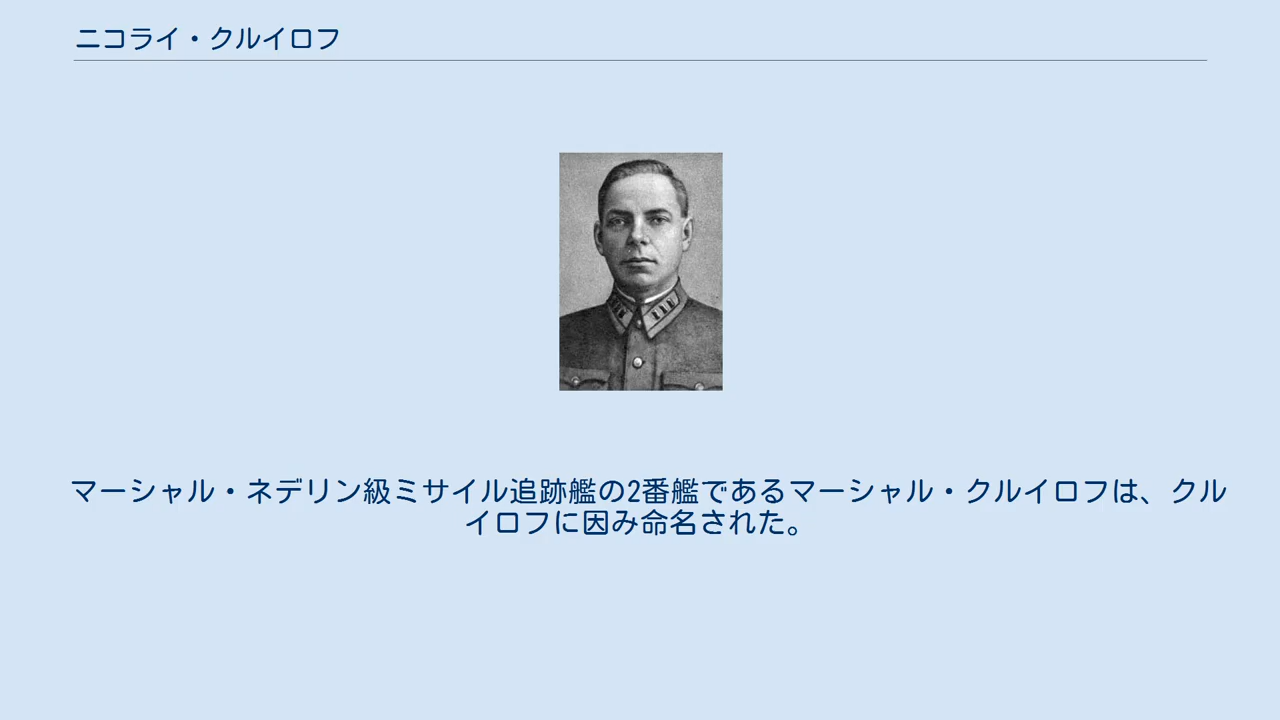 ニコライ・クルイロフ
マーシャル・ネデリン級ミサイル追跡艦の2番艦であるマーシャル・クルイロフは、クル
イロフに因み命名された。